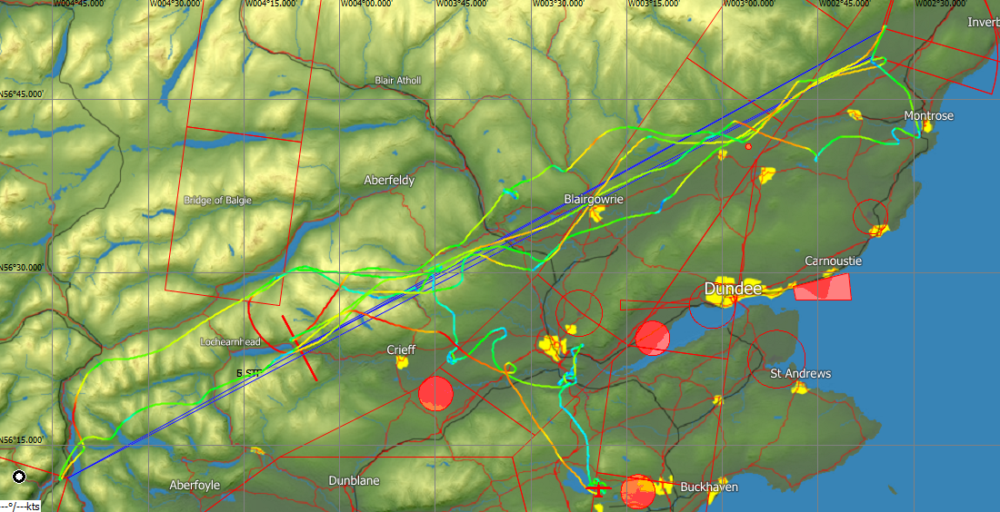 W004°45.000' W004°30.000' W004°15.000' W004°00.000' W003°45.000' W003°30.000' W003°15.000' W003°00.000' W002°45.000' W002°30.000'
Inverb
Blair Atholl
N56°45.000'
Montrose
Aberfeldy
Bridge of Balgie
Blairgowrie
Carnoustie
N56°30.000'
Dundee
Lochearnhead
Crieff
St Andrews
N56°15.000'
Aberfoyle
Dunblane
Buckhaven
---°/---kts